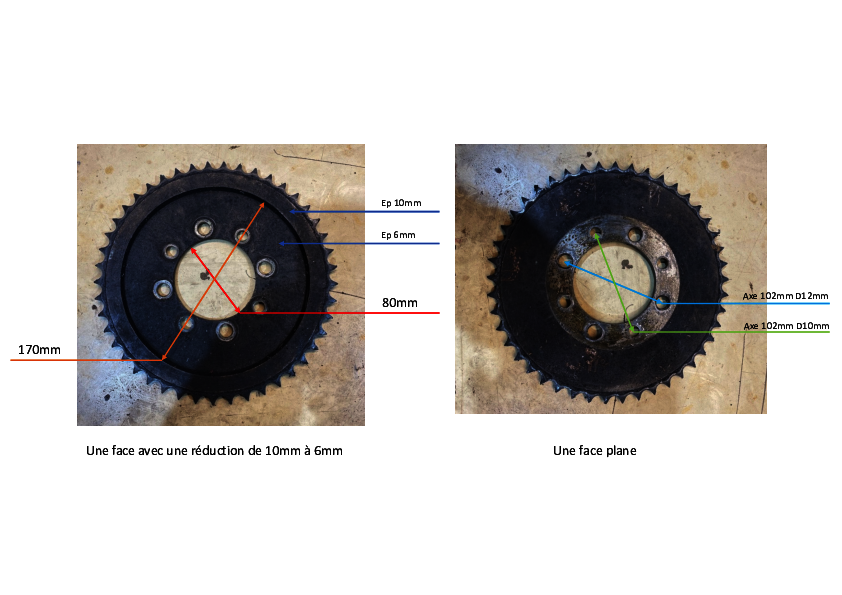 Ep 10mm
Ep 6mm
80mm
170mm
Une face avec une réduction de 10mm à 6mm
Axe 102mm D12mm
Axe 102mm D10mm
Une face plane